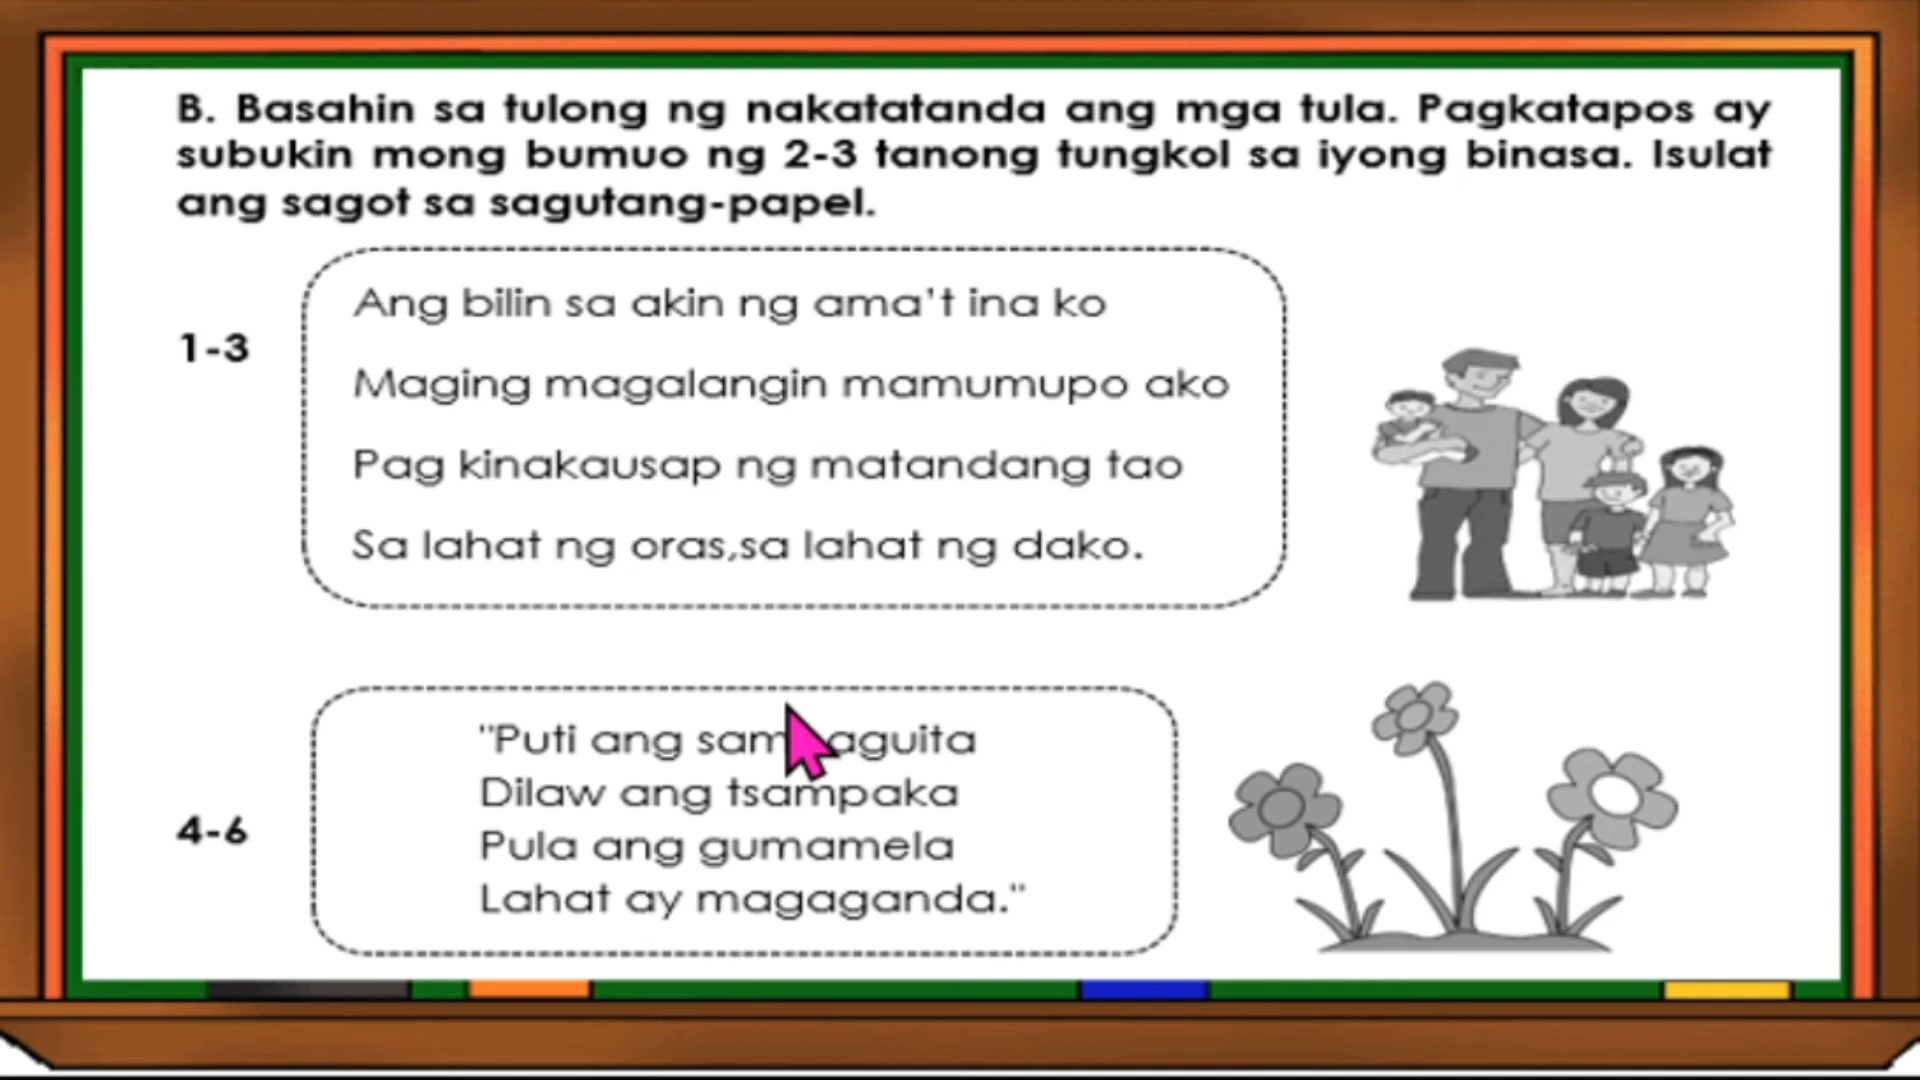 B. Basahin sa tulong ng nakatatanda ang mga tula. Pagkatapos ay
subukin mong bumuo ng 2-3 tanong tungkol sa iyong binasa. Isulat
ang sagot sa sagutang-papel.
1-3
Ang bilin sa akin ng ama't ina ko
Maging magalangin mamumupo ako
Pag kinakausap ng matandang tao
Sa lahat ng oras,sa lahat ng dako.
4-6
"Puti ang
Dilaw ang tsampaka
Pula ang gumamela
Lahat ay magaganda."